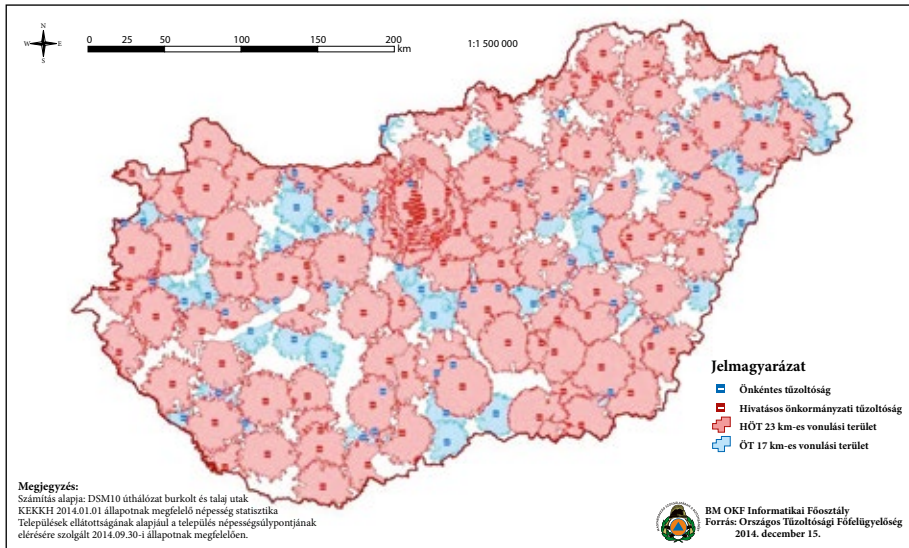 N
W E
S
0 25 50 100 150 200
km
1:1 500 000
Jelmagyarázat
Önkéntes tűzoltóság
Hivatásos önkormányzati tűzoltóság
HÖT 23 km-es vonulási terület
ÖT 17 km-es vonulási terület
Megjegyzés:
Számítás alapja: DSM10 úthálózat burkolt és talaj utak
KEKKH 2014.01.01 állapotnak megfelelő népesség statisztika
Települések ellátottságának alapjául a település népességsúlypontjának
elérésére szolgált 2014.09.30-i állapotnak megfelelően.
BM OKF Informatikai Főosztály
Forrás: Országos Tűzoltósági Főfelügyelőség
2014. december 15.